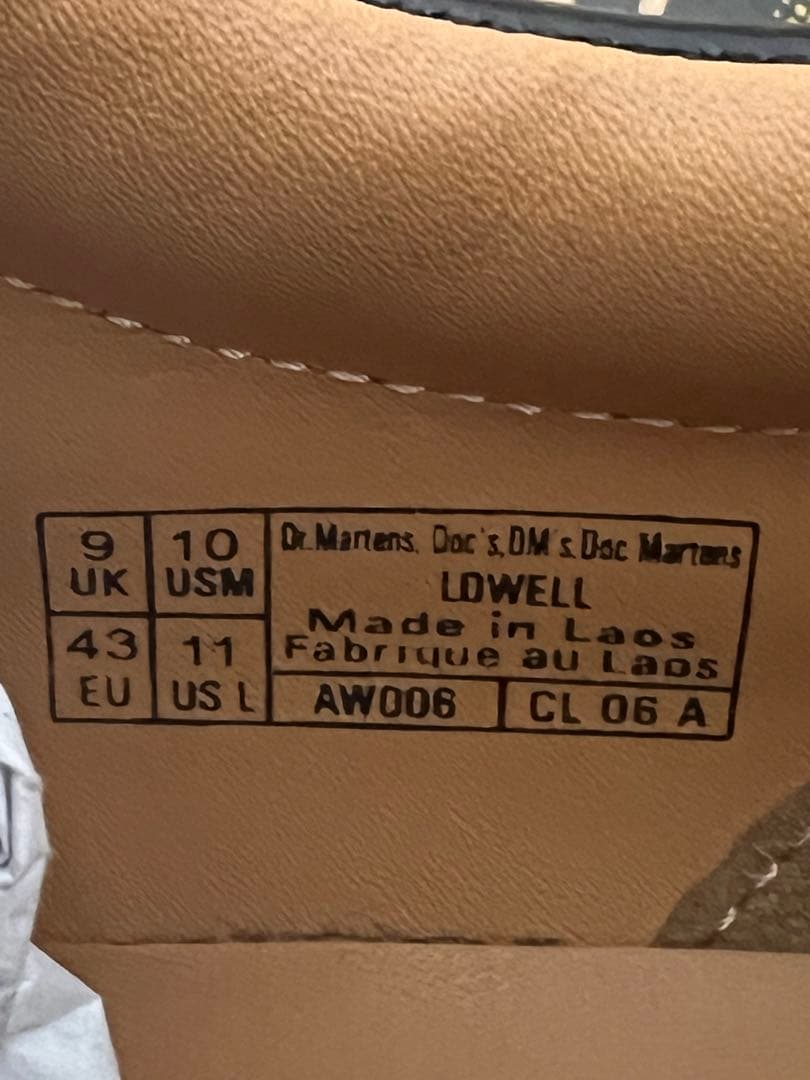 9 UK
10 USM
43 EU
11 US L
Dr. Martens, Doc's, DM's, Doc Martens
LOWELL
Made in Laos
Fabrique au Laos
AW006
CL 06 A